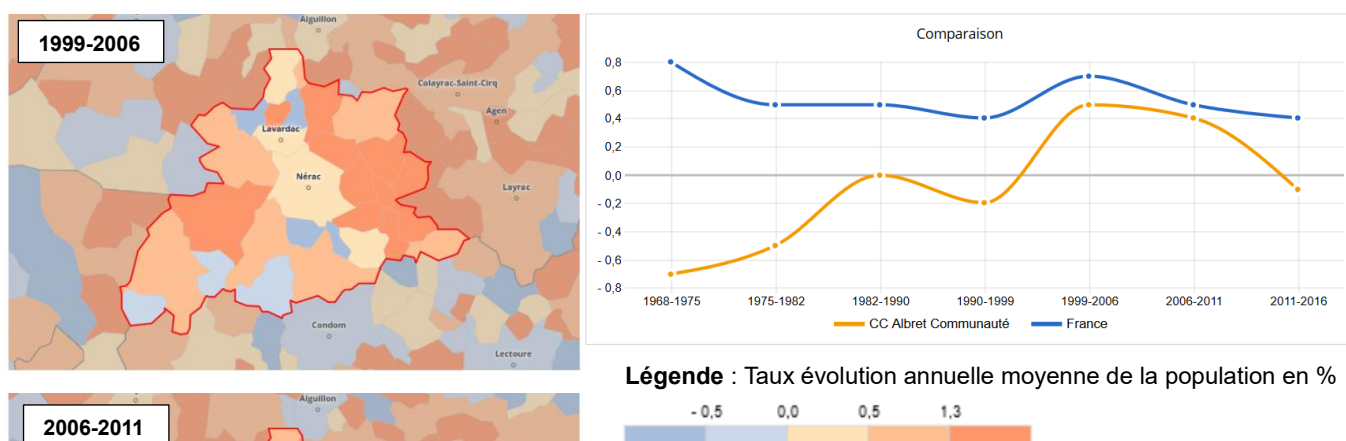 1999-2006
Aiguillon
Colayrac-Saint-Cirq
Agen
Lavardac
Nérac
Layrac
Condom
Lectoure
Comparaison
0,8
0,6
0,4
0,2
0,0
- 0,2
- 0,4
- 0,6
- 0,8
1968-1975 1975-1982 1982-1990 1990-1999 1999-2006 2006-2011 2011-2016
CC Albret Communauté France
Légende : Taux évolution annuelle moyenne de la population en %
- 0,5 0,0 0,5 1,3
2006-2011
Aiguillon